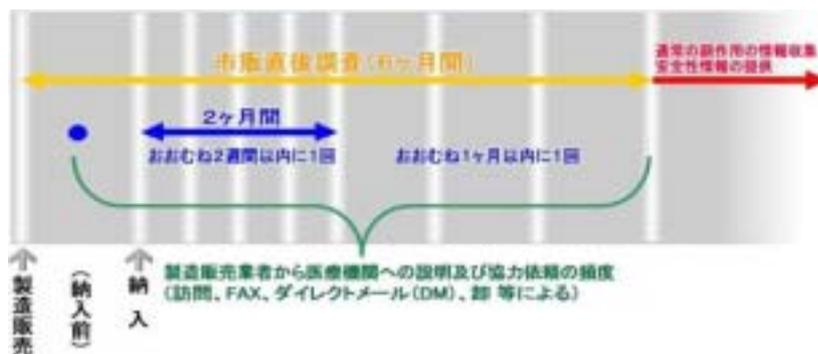 市販直後調査(6ヶ月間)
通常の副作用の情報収集
安全性情報の提供
2ヶ月間
おおむね2週間以内に1回
おおむね1ヶ月以内に1回
製造販売業者から医療機関への説明及び協力依頼の頻度
(訪問、FAX、ダイレクトメール(DM)、卸 等による)
製造販売
(納入前)
納入